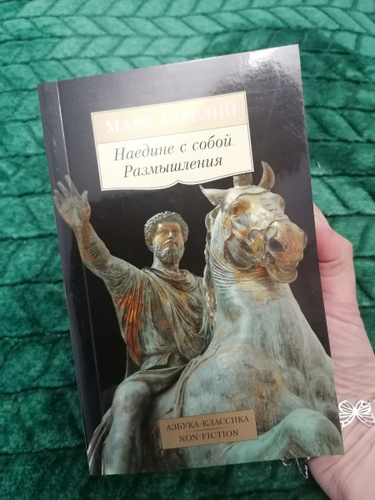 МАРК АВРЕЛИЙ
Наедине с собой.
Размышления
АЗБУКА-КЛАССИКА
NON-FICTION